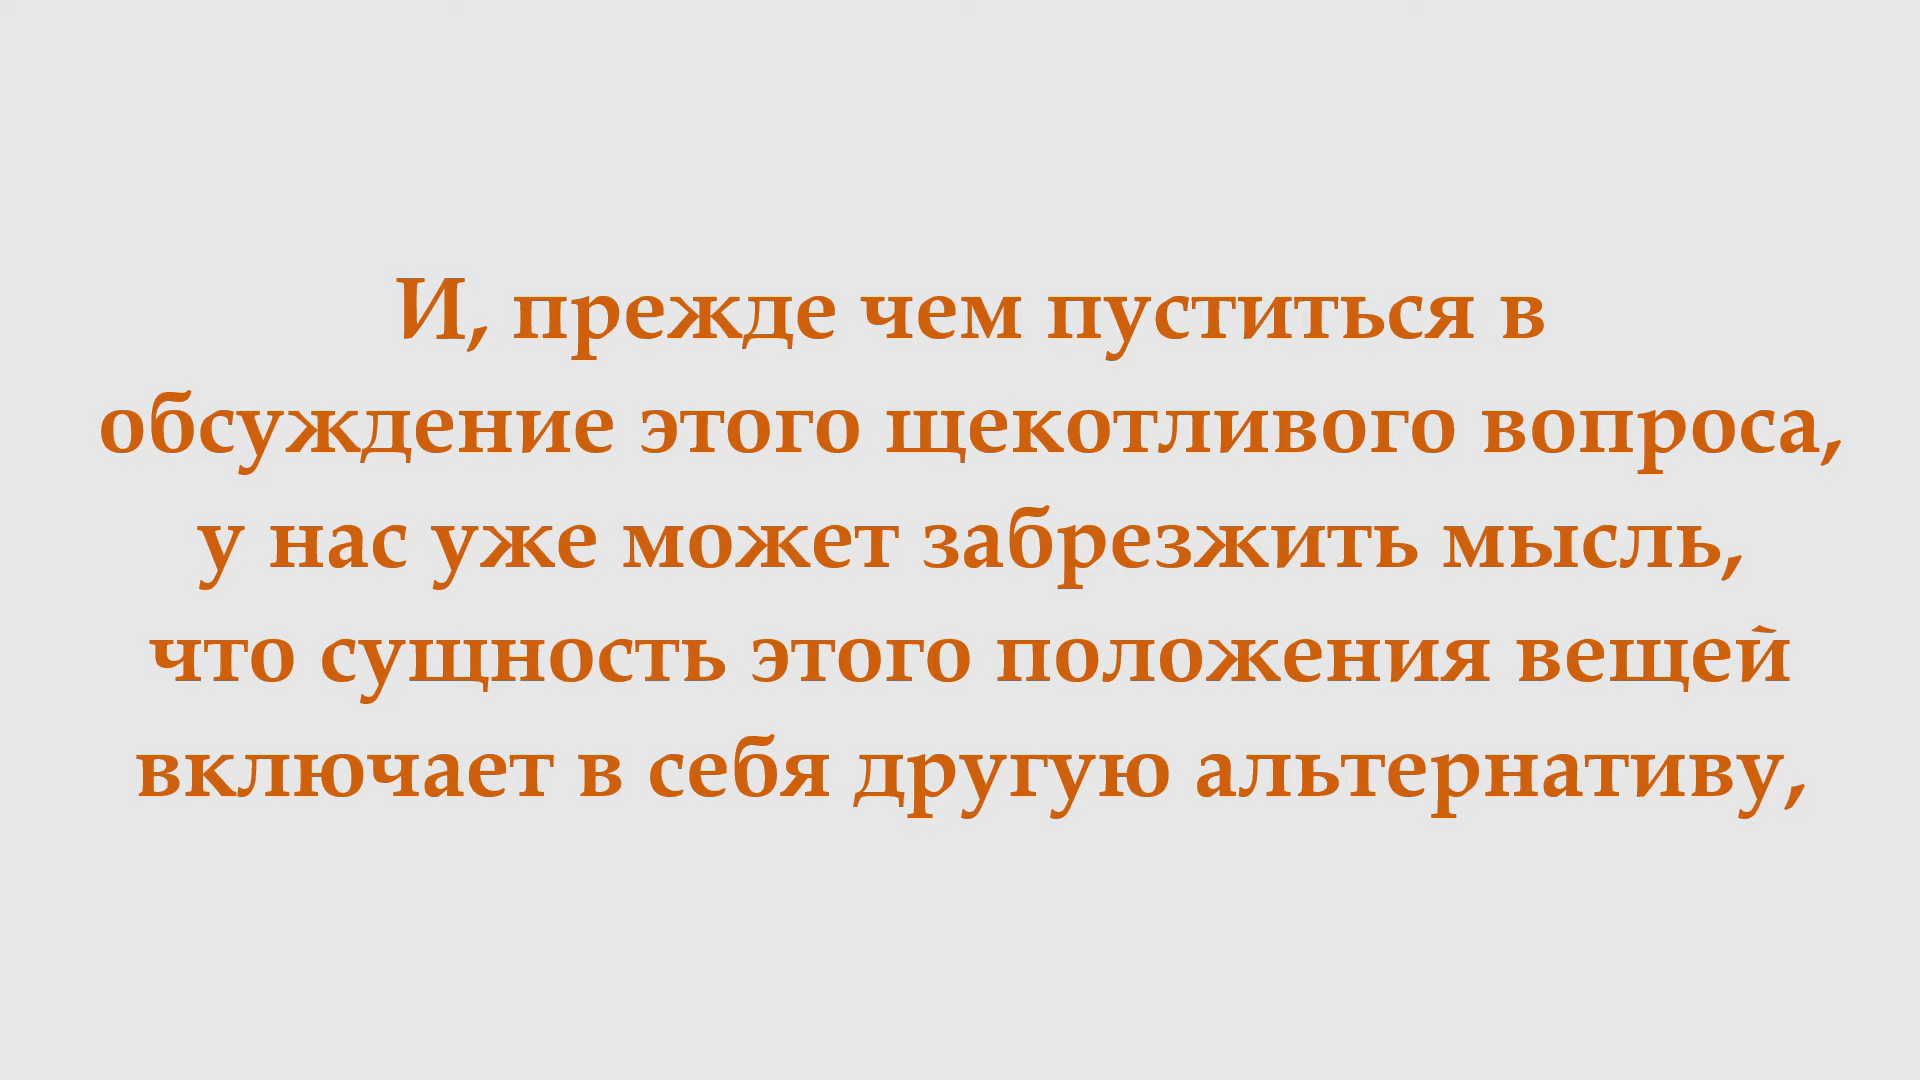 И, прежде чем пуститься в
обсуждение этого щекотливого вопроса,
у нас уже может забрезжить мысль,
что сущность этого положения вещей
включает в себя другую альтернативу,